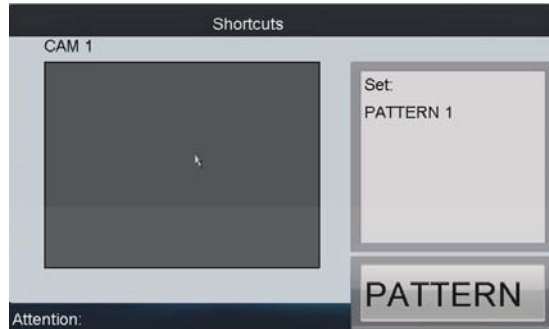 Shortcuts
CAM 1
Set:
PATTERN 1
PATTERN
Attention: